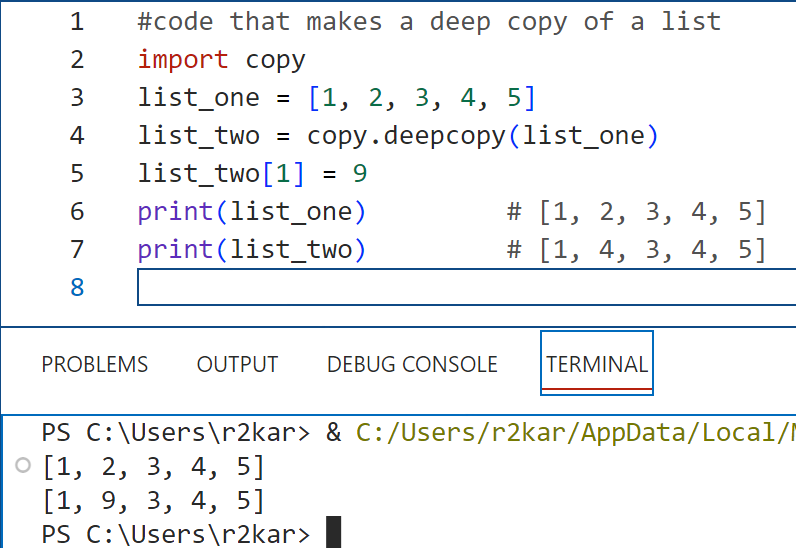 1 #code that makes a deep copy of a list
2 import copy
3 list_one = [1, 2, 3, 4, 5]
4 list_two = copy.deepcopy(list_one)
5 list_two[1] = 9
6 print(list_one) # [1, 2, 3, 4, 5]
7 print(list_two) # [1, 4, 3, 4, 5]
8
PROBLEMS OUTPUT DEBUG CONSOLE TERMINAL
PS C:\Users\r2kar> & C:/Users/r2kar/AppData/Local/
[1, 2, 3, 4, 5]
[1, 9, 3, 4, 5]
PS C:\Users\r2kar>